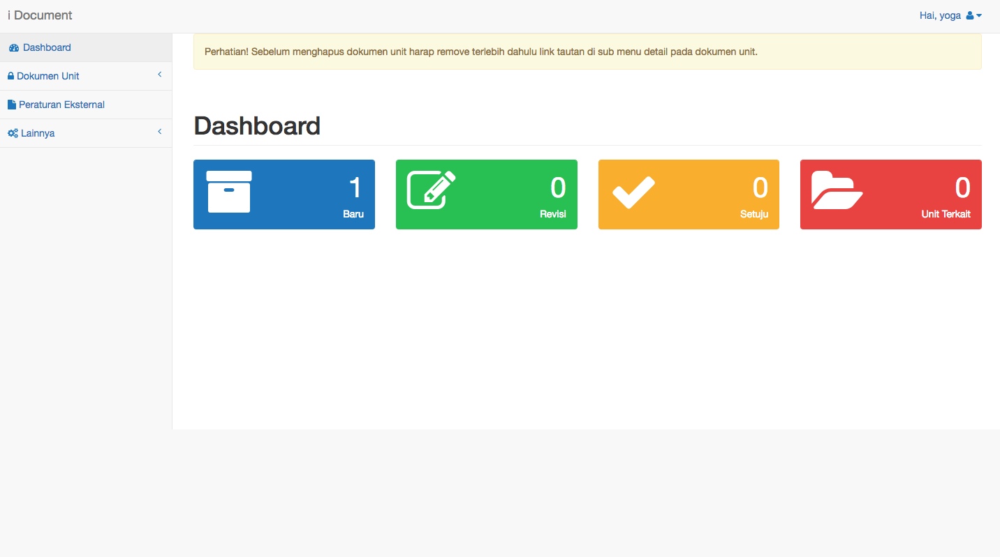 i Document
Hai, yoga
Dashboard
Dokumen Unit
Peraturan Eksternal
Lainnya
Perhatian! Sebelum menghapus dokumen unit harap remove terlebih dahulu link tautan di sub menu detail pada dokumen unit.
Dashboard
1
Baru
0
Revisi
0
Setuju
0
Unit Terkait